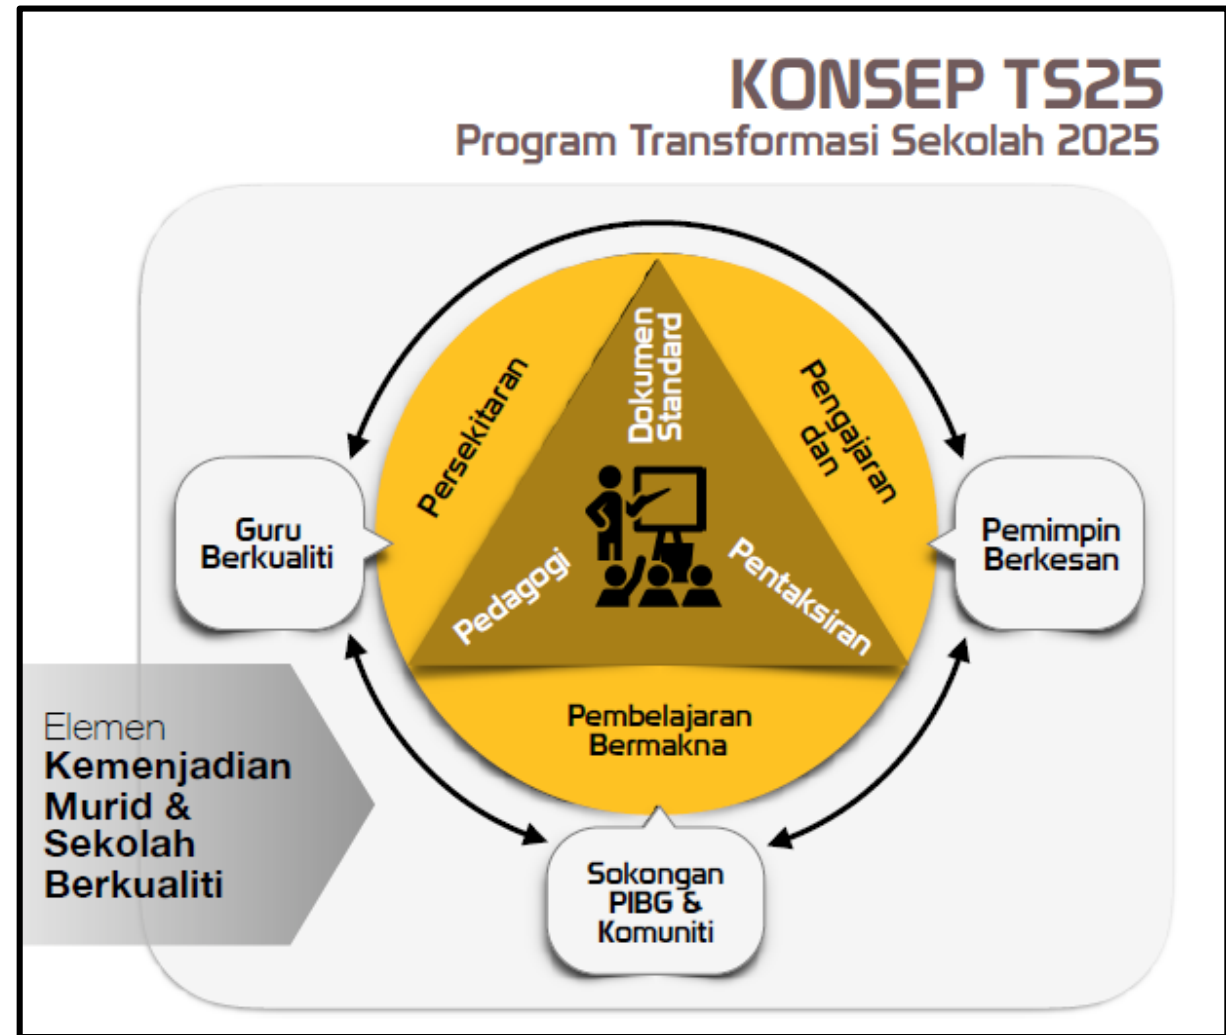 KONSEP TS25
Program Transformasi Sekolah 2025
Persekitaran
Dokumen
Standard
Pengajaran
dan
Guru
Berkualiti
Pedagogi
Pentaksiran
Pemimpin
Berkesan
Elemen
Kemenjadian
Murid &
Sekolah
Berkualiti
Pembelajaran
Bermakna
Sokongan
PIBG &
Komuniti